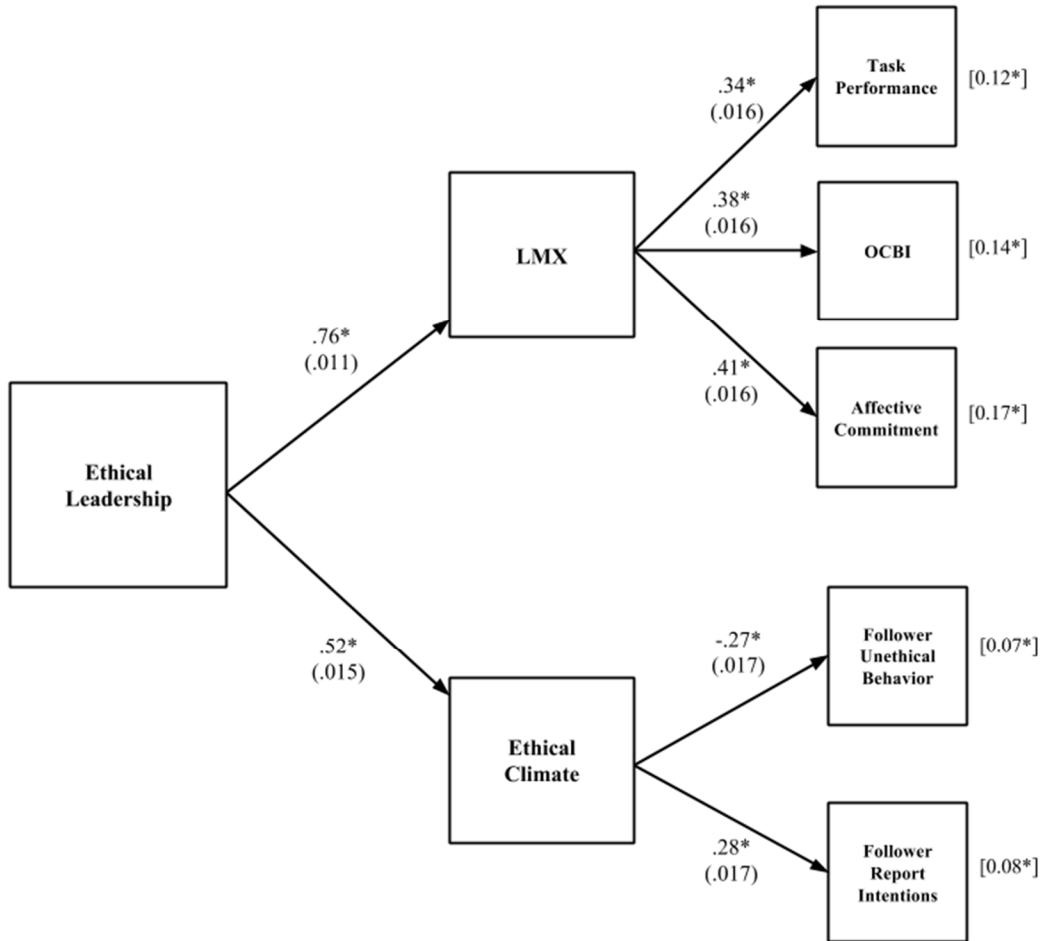 Task
Performance
[0.12*]
.34*
(.016)
LMX
.38*
(.016)
OCBI
[0.14*]
.76*
(.011)
.41*
(.016)
Affective
Commitment
[0.17*]
Ethical
Leadership
.52*
(.015)
Ethical
Climate
-.27*
(.017)
Follower
Unethical
Behavior
[0.07*]
.28*
(.017)
Follower
Report
Intentions
[0.08*]